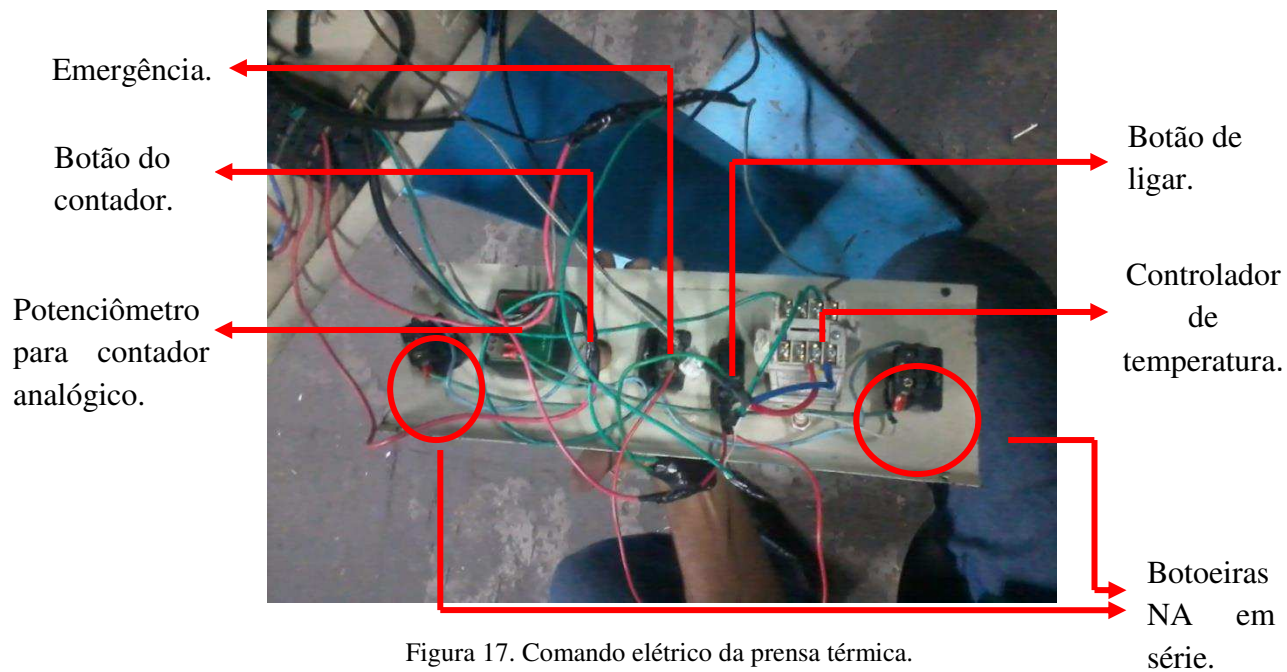 Emergência.
Botão do
contador.
Potenciômetro
para contador
analógico.
Botão de
ligar.
Controlador
de
temperatura.
Botoeiras
NA em
série.
Figura 17. Comando elétrico da prensa térmica.